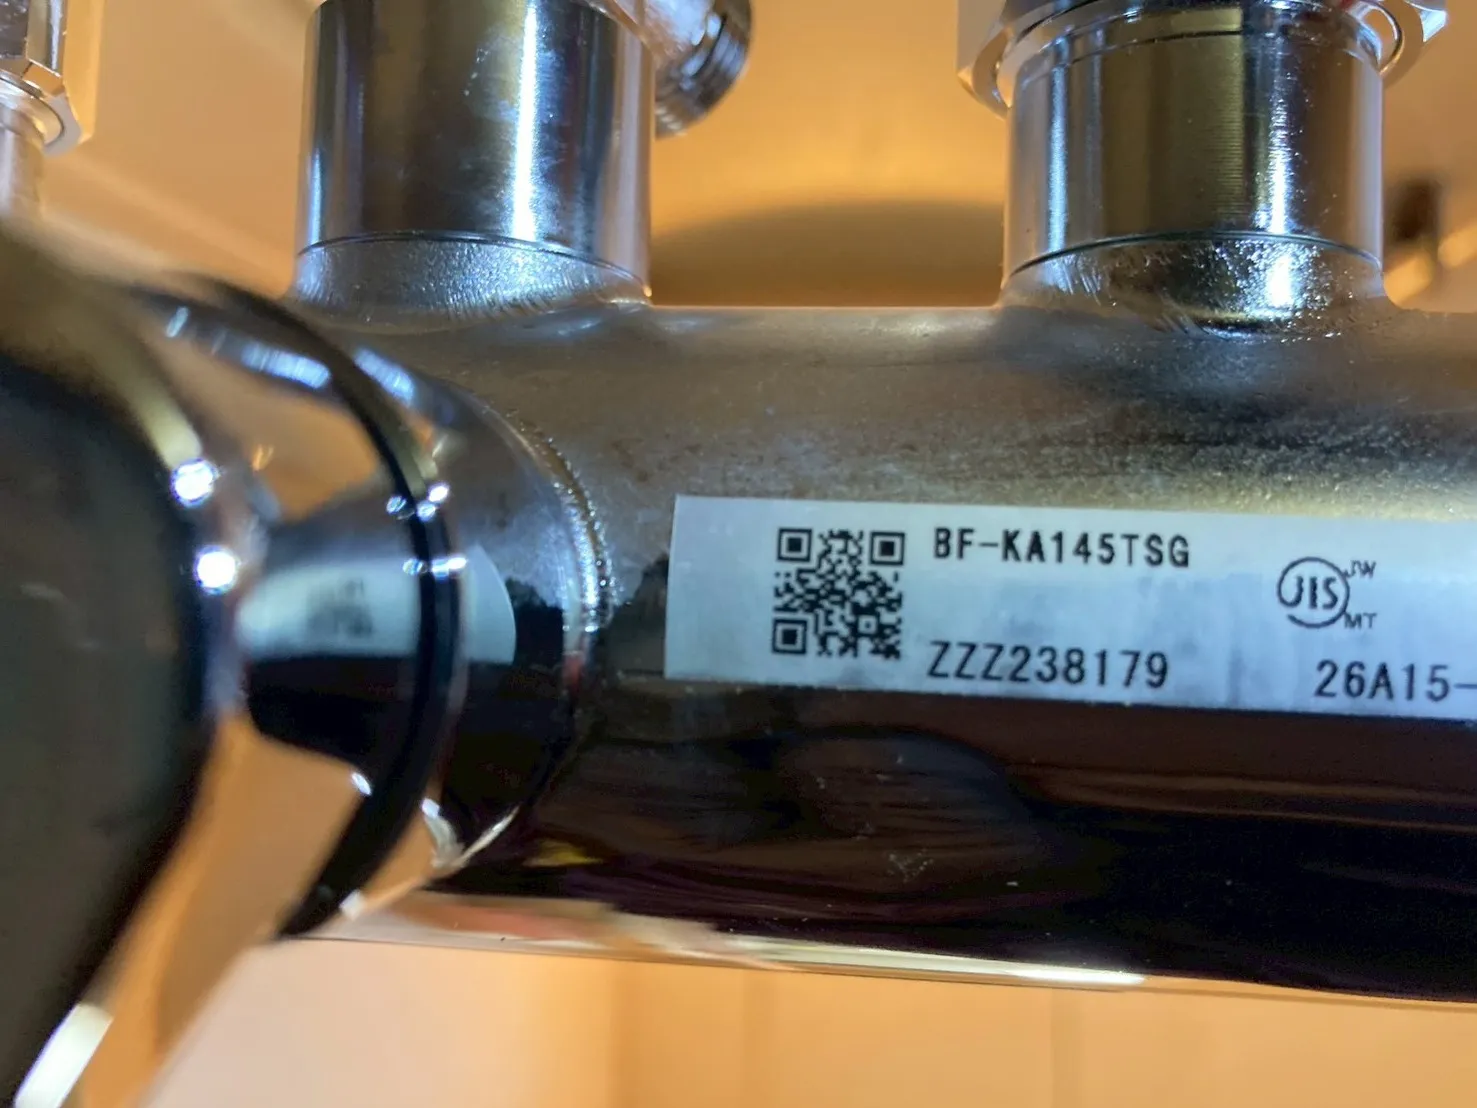 BF-KA145TSG
JIS
JW
MT
ZZZ238179
26A15-